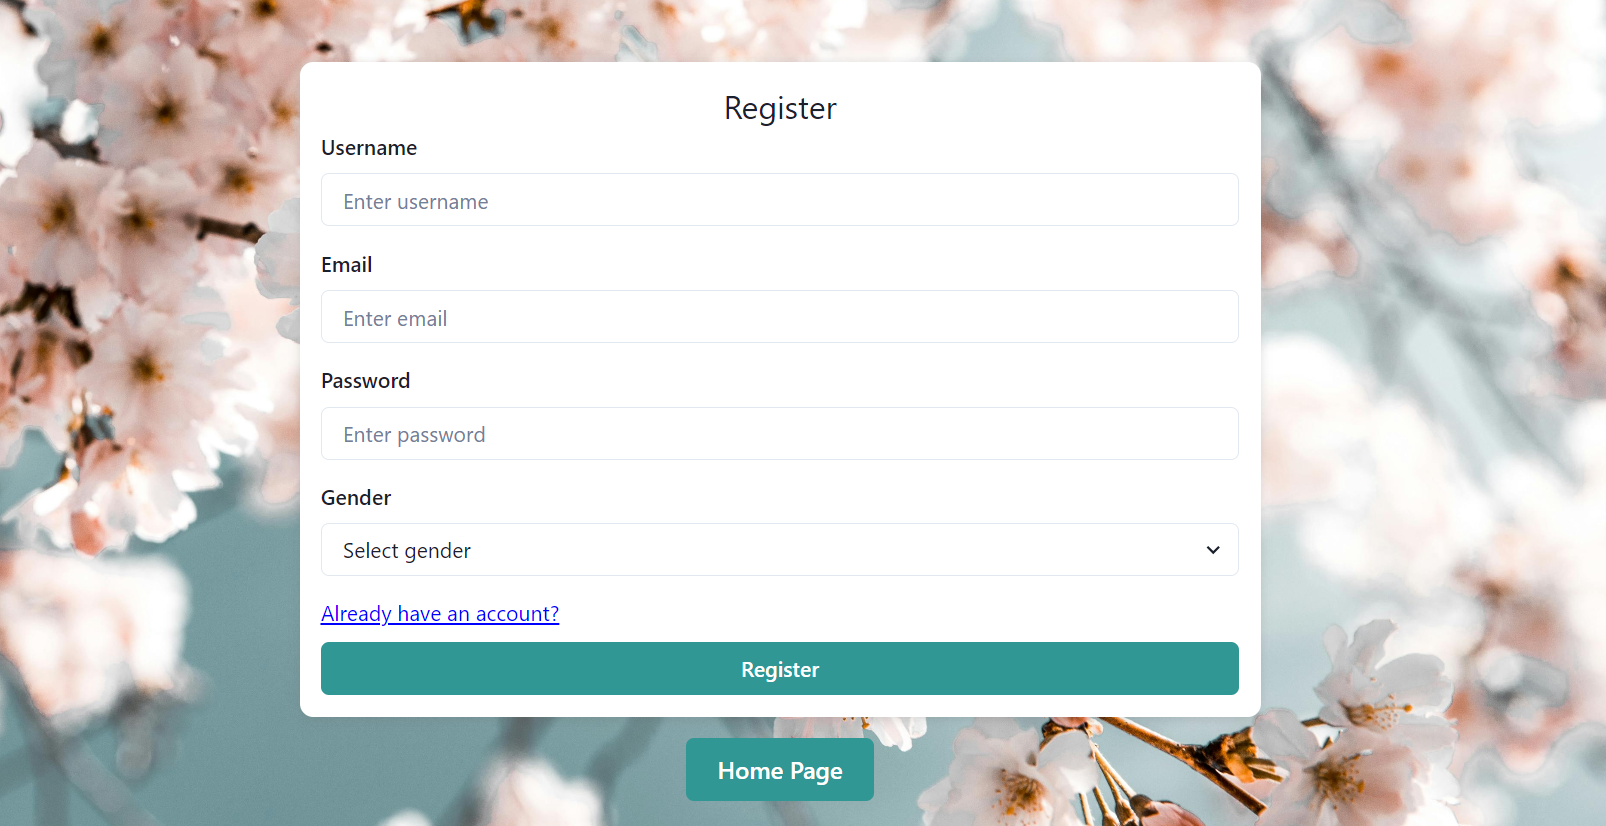 Register
Username
Enter username
Email
Enter email
Password
Enter password
Gender
Select gender
Already have an account?
Register
Home Page